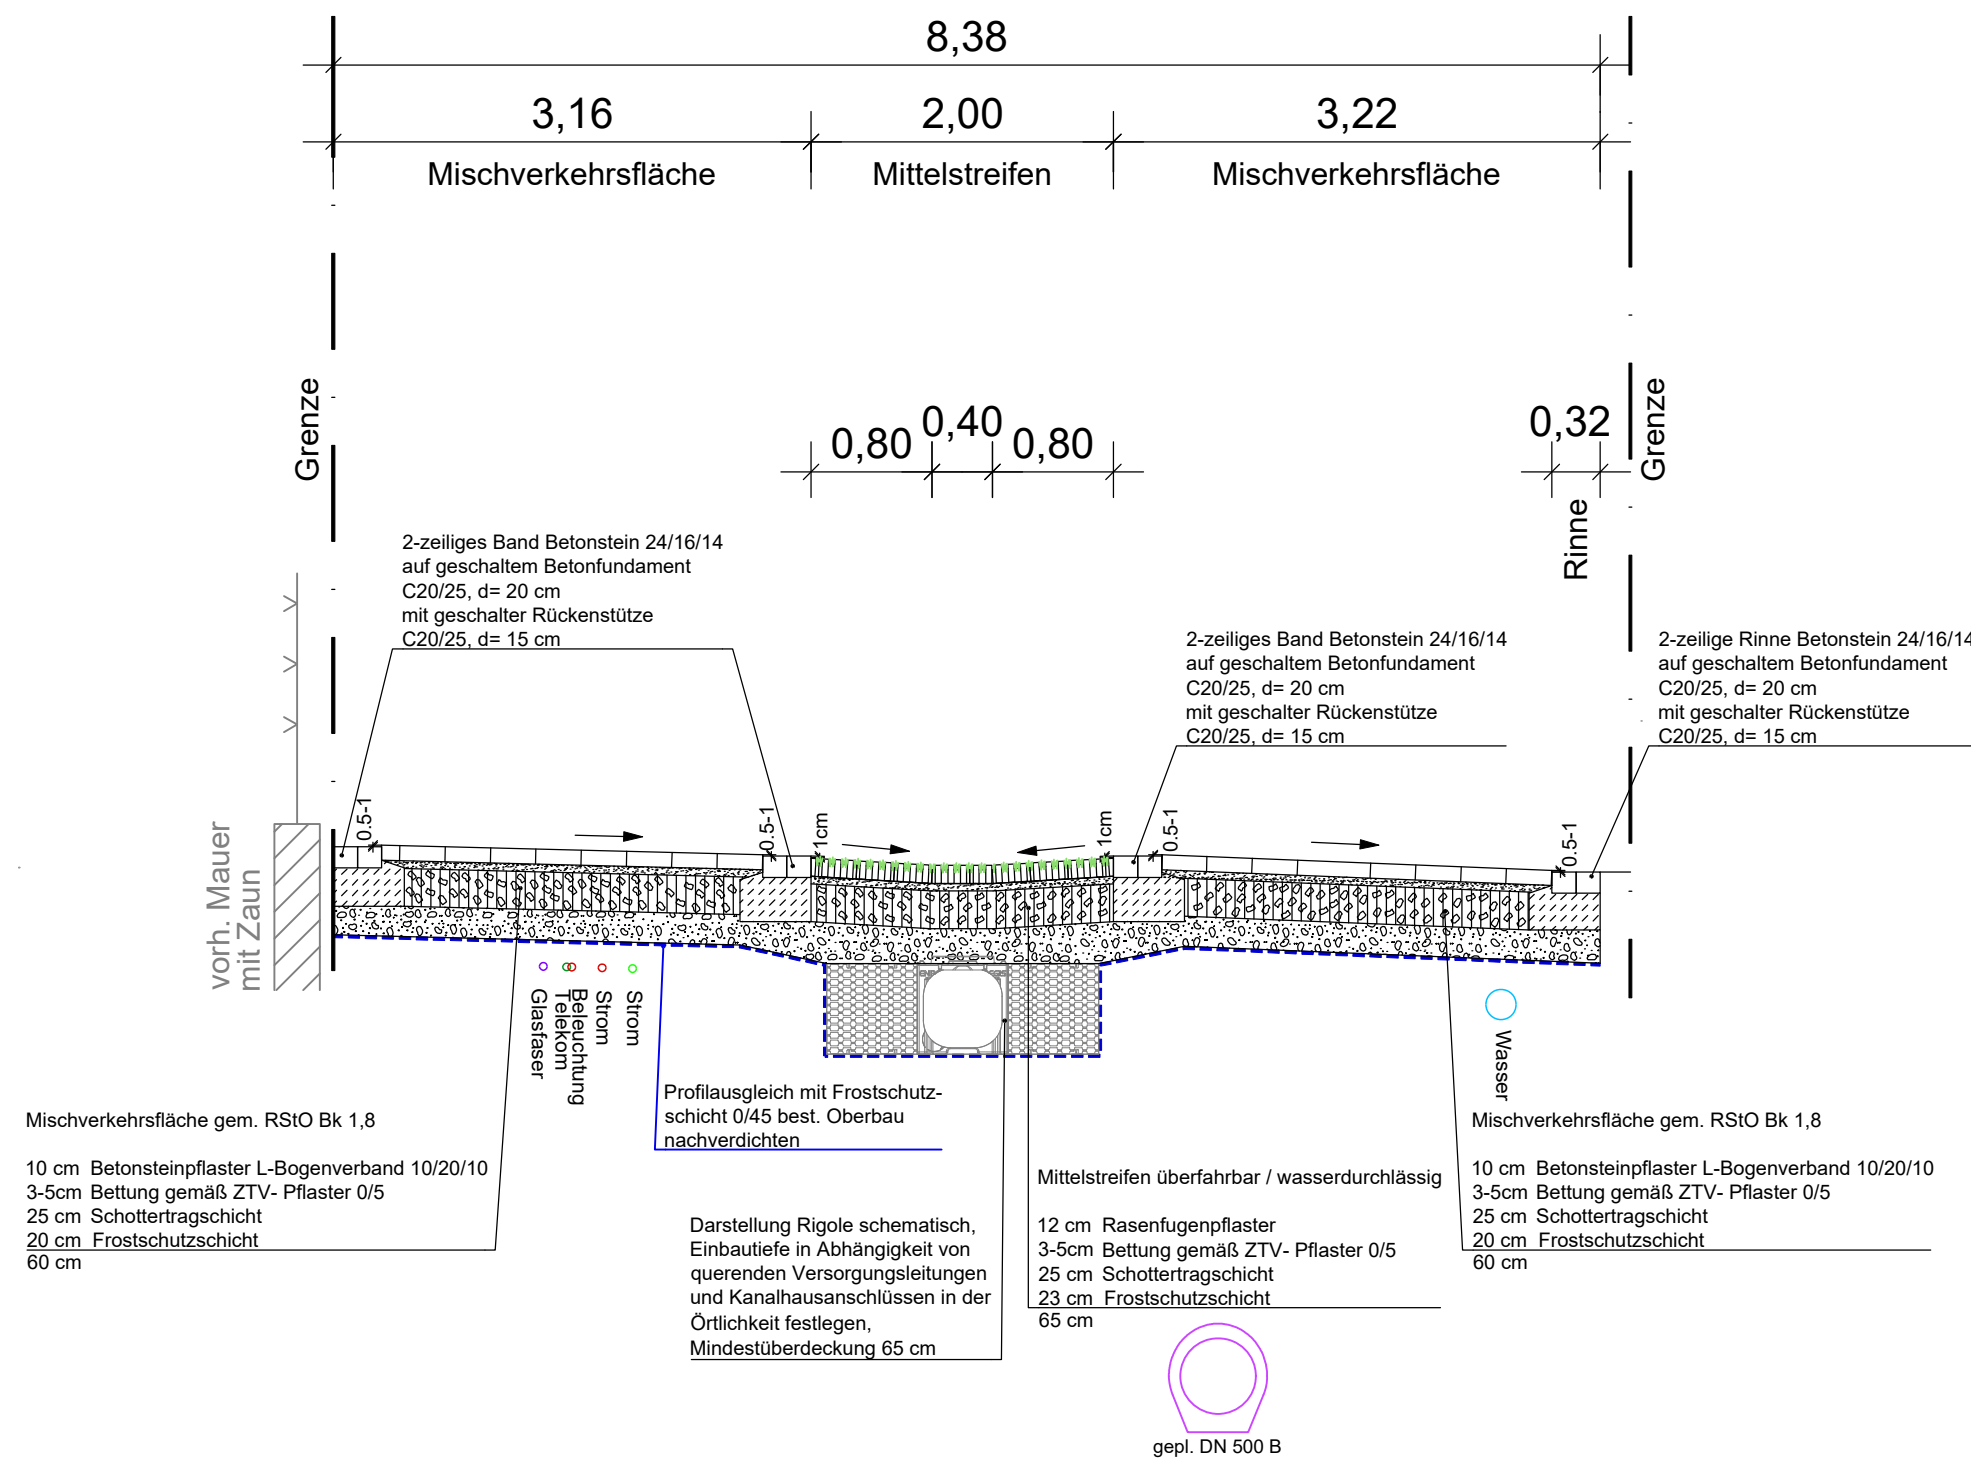 8,38
3,16
2,00
3,22
Mischverkehrsfläche
Mittelstreifen
Mischverkehrsfläche
Grenze
Grenze
0,80
0,40
0,80
0,32
Rinne
2-zeiliges Band Betonstein 24/16/14
auf geschaltem Betonfundament
C20/25, d= 20 cm
mit geschalter Rückenstütze
C20/25, d= 15 cm
2-zeiliges Band Betonstein 24/16/14
auf geschaltem Betonfundament
C20/25, d= 20 cm
mit geschalter Rückenstütze
C20/25, d= 15 cm
2-zeilige Rinne Betonstein 24/16/14
auf geschaltem Betonfundament
C20/25, d= 20 cm
mit geschalter Rückenstütze
C20/25, d= 15 cm
0.5-1
0.5-1
1cm
1cm
0.5-1
0.5-1
vorh. Mauer
mit Zaun
Glasfaser
Telekom
Beleuchtung
Strom
Strom
Wasser
Profilausgleich mit Frostschutz-
schicht 0/45 best. Oberbau
nachverdichten
Mischverkehrsfläche gem. RStO Bk 1,8
10 cm Betonsteinpflaster L-Bogenverband 10/20/10
3-5cm Bettung gemäß ZTV- Pflaster 0/5
25 cm Schottertragschicht
20 cm Frostschutzschicht
60 cm
Darstellung Rigole schematisch,
Einbautiefe in Abhängigkeit von
querenden Versorgungsleitungen
und Kanalhausanschlüssen in der
Örtlichkeit festlegen,
Mindestüberdeckung 65 cm
Mittelstreifen überfahrbar / wasserdurchlässig
12 cm Rasenfugenpflaster
3-5cm Bettung gemäß ZTV- Pflaster 0/5
25 cm Schottertragschicht
23 cm Frostschutzschicht
65 cm
Mischverkehrsfläche gem. RStO Bk 1,8
10 cm Betonsteinpflaster L-Bogenverband 10/20/10
3-5cm Bettung gemäß ZTV- Pflaster 0/5
25 cm Schottertragschicht
20 cm Frostschutzschicht
60 cm
gepl. DN 500 B